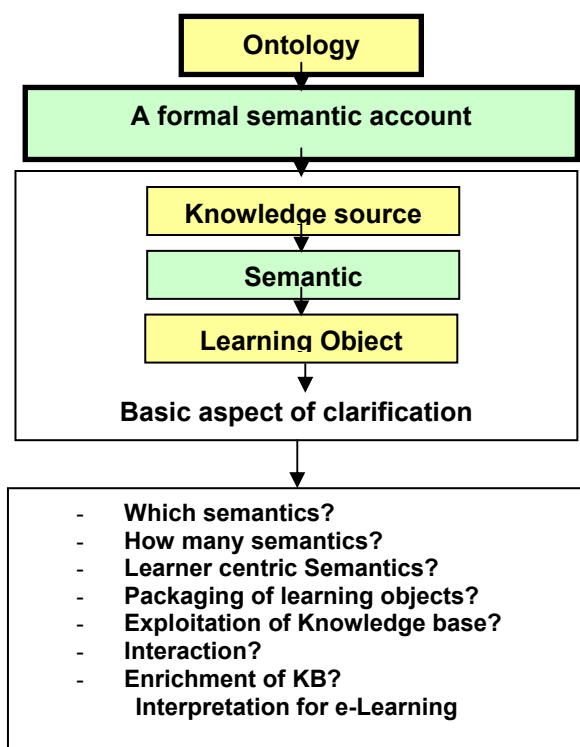 Ontology
A formal semantic account
Knowledge source
Semantic
Learning Object
Basic aspect of clarification
- Which semantics?
- How many semantics?
- Learner centric Semantics?
- Packaging of learning objects?
- Exploitation of Knowledge base?
- Interaction?
- Enrichment of KB?
Interpretation for e-Learning